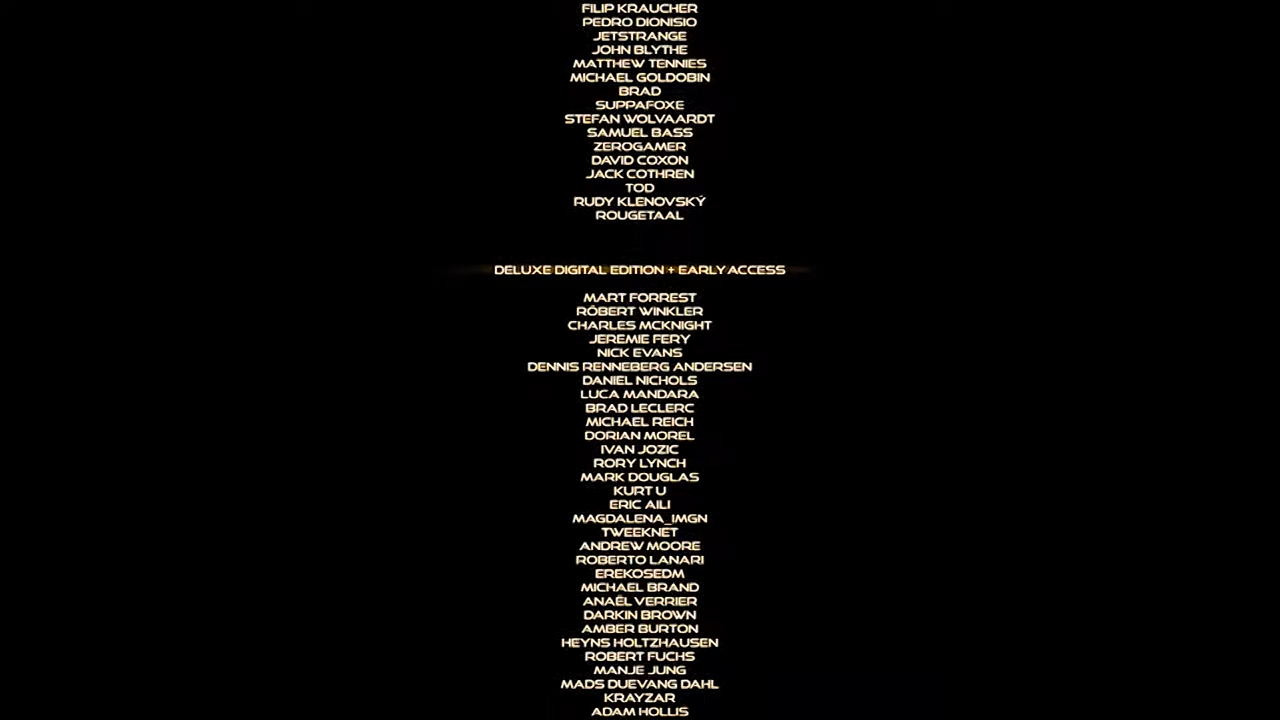 FILIP KRAUCHER
PEDRO DIONISIO
JETSTRANGE
JOHN BLYTHE
MATTHEW TENNIES
MICHAEL GOLDOBIN
BRAD
SUPPAFOXE
STEFAN WOLVAARDT
SAMUEL BASS
ZEROGAMER
DAVID COXON
JACK COTHREN
TOD
RUDY KLENOVSKÝ
ROUGETAAL
DELUXE DIGITAL EDITION + EARLY ACCESS
MART FORREST
RÓBERT WINKLER
CHARLES MCKNIGHT
JEREMIE FERY
NICK EVANS
DENNIS RENNEBERG ANDERSEN
DANIEL NICHOLS
LUCA MANDARA
BRAD LECLERC
MICHAEL REICH
DORIAN MOREL
IVAN JOZIC
RORY LYNCH
MARK DOUGLAS
KURT U
ERIC AILI
MAGDALENA_IMGN
TWEEKNET
ANDREW MOORE
ROBERTO LANARI
EREKOSEDM
MICHAEL BRAND
ANAËL VERRIER
DARKIN BROWN
AMBER BURTON
HEYNS HOLTZHAUSEN
ROBERT FUCHS
MANJE JUNG
MADS DUEVANG DAHL
KRAYZAR
ADAM HOLLIS